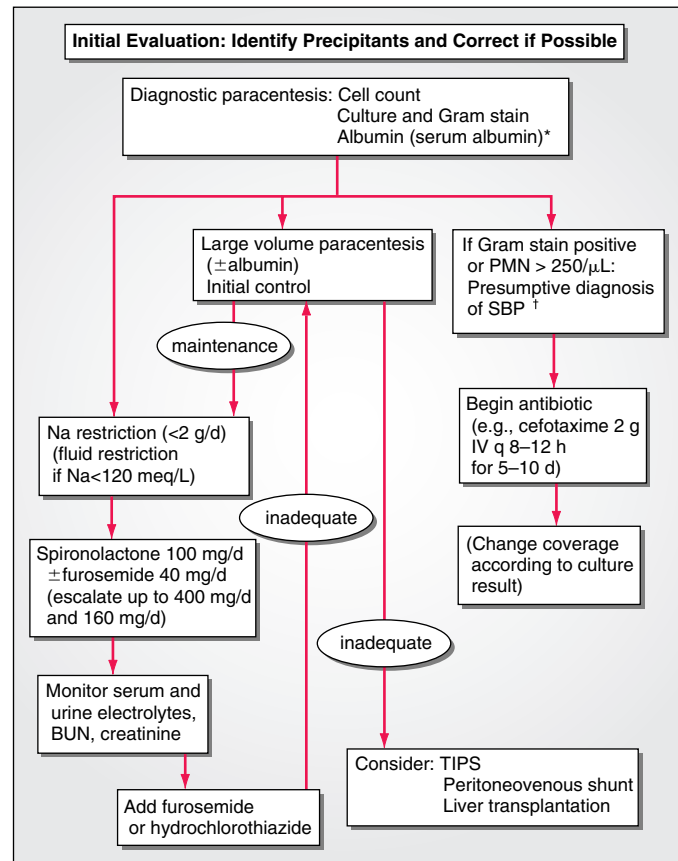 Initial Evaluation: Identify Precipitants and Correct if Possible
Diagnostic paracentesis: Cell count
Culture and Gram stain
Albumin (serum albumin)*
Large volume paracentesis
(±albumin)
Initial control
If Gram stain positive
or PMN > 250/μL:
Presumptive diagnosis
of SBP †
maintenance
Na restriction (<2 g/d)
(fluid restriction
if Na<120 meq/L)
Begin antibiotic
(e.g., cefotaxime 2 g
IV q 8–12 h
for 5–10 d)
inadequate
Spironolactone 100 mg/d
±furosemide 40 mg/d
(escalate up to 400 mg/d
and 160 mg/d)
(Change coverage
according to culture
result)
inadequate
Monitor serum and
urine electrolytes,
BUN, creatinine
Consider: TIPS
Peritoneovenous shunt
Liver transplantation
Add furosemide
or hydrochlorothiazide